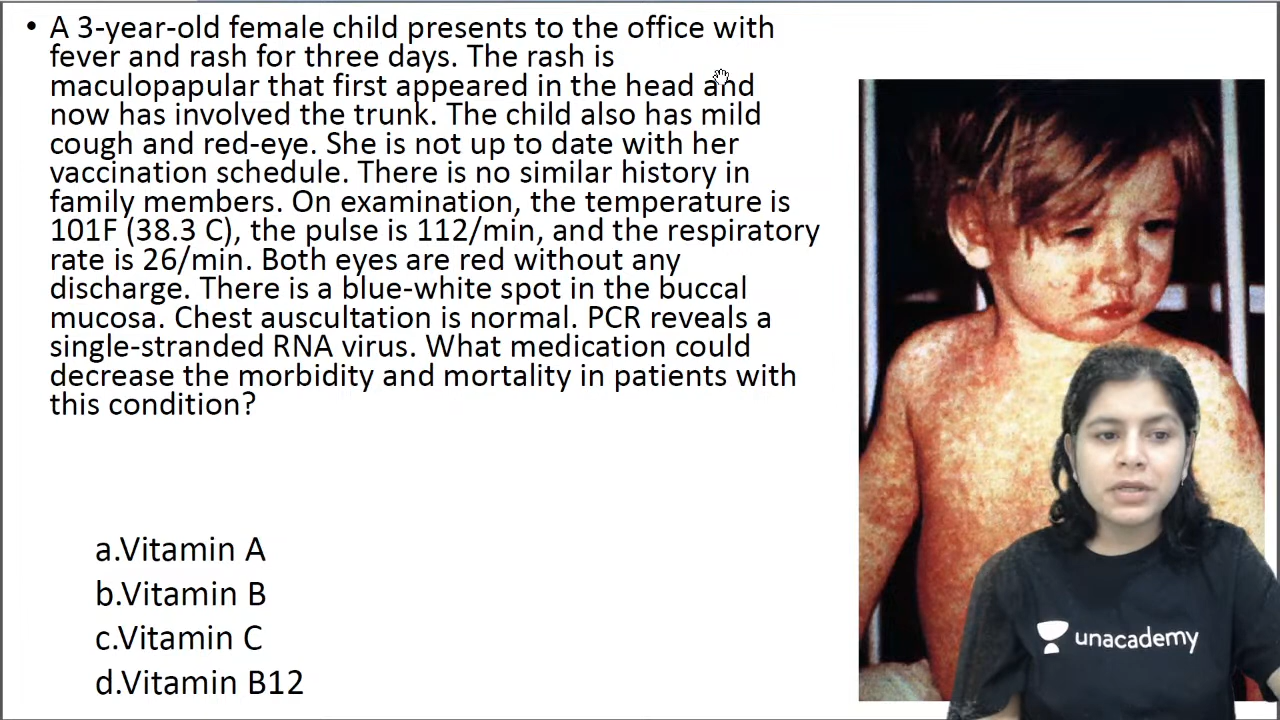 • A 3-year-old female child presents to the office with
fever and rash for three days. The rash is
maculopapular that first appeared in the head and
now has involved the trunk. The child also has mild
cough and red-eye. She is not up to date with her
vaccination schedule. There is no similar history in
family members. On examination, the temperature is
101F (38.3 C), the pulse is 112/min, and the respiratory
rate is 26/min. Both eyes are red without any
discharge. There is a blue-white spot in the buccal
mucosa. Chest auscultation is normal. PCR reveals a
single-stranded RNA virus. What medication could
decrease the morbidity and mortality in patients with
this condition?
a.Vitamin A
b.Vitamin B
c.Vitamin C
d.Vitamin B12
unacademy